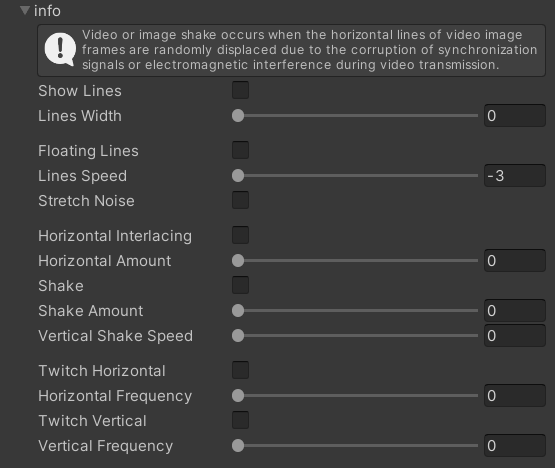 info
Video or image shake occurs when the horizontal lines of video image
frames are randomly displaced due to the corruption of synchronization
signals or electromagnetic interference during video transmission.
Show Lines
Lines Width 0
Floating Lines
Lines Speed -3
Stretch Noise
Horizontal Interlacing
Horizontal Amount 0
Shake
Shake Amount 0
Vertical Shake Speed 0
Twitch Horizontal
Horizontal Frequency 0
Twitch Vertical
Vertical Frequency 0